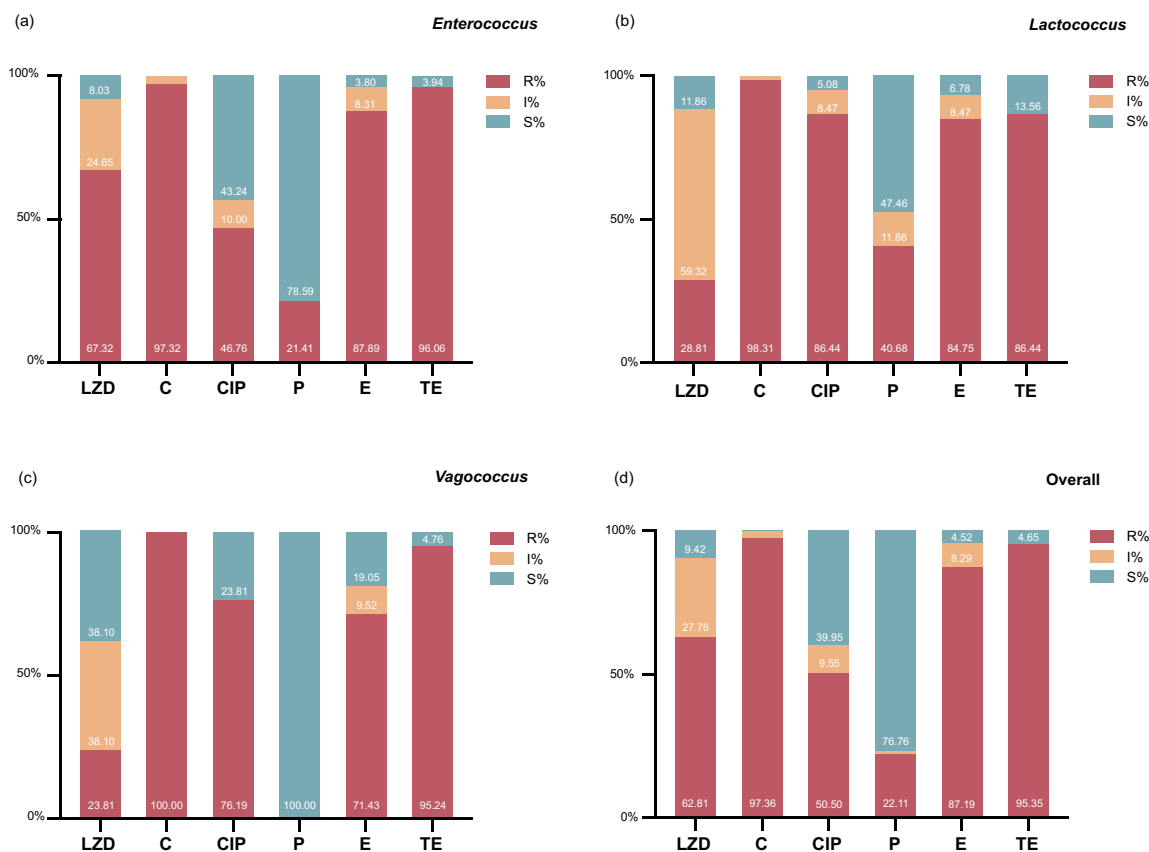 (a)
Enterococcus
100%
50%
0%
8.03
24.65
67.32
97.32
43.24
10.00
46.76
78.59
21.41
3.80
8.31
87.89
3.94
96.06
LZD C CIP P E TE
R%
I%
S%
(b)
Lactococcus
100%
50%
0%
11.86
59.32
28.81
98.31
5.08
8.47
86.44
47.46
11.86
40.68
6.78
8.47
84.75
13.56
86.44
LZD C CIP P E TE
R%
I%
S%
(c)
Vagococcus
100%
50%
0%
38.10
38.10
23.81
100.00
23.81
76.19
100.00
19.05
9.52
71.43
4.76
95.24
LZD C CIP P E TE
R%
I%
S%
(d)
Overall
100%
50%
0%
9.42
27.76
62.81
97.36
39.95
9.55
50.50
76.76
22.11
4.52
8.29
87.19
4.65
95.35
LZD C CIP P E TE
R%
I%
S%